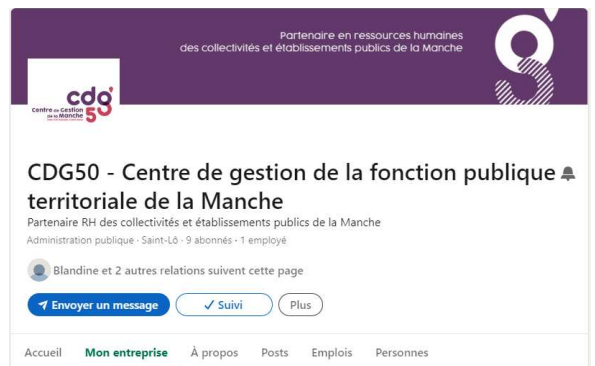 Partenaire en ressources humaines
des collectivités et établissements publics de la Manche
cdg
Centre de Gestion
de la Manche
50
CDG50 - Centre de gestion de la fonction publique
territoriale de la Manche
Partenaire RH des collectivités et établissements publics de la Manche
Administration publique · Saint-Lô · 9 abonnés · 1 employé
Blandine et 2 autres relations suivent cette page
Envoyer un message
Suivi
Plus
Accueil Mon entreprise À propos Posts Emplois Personnes